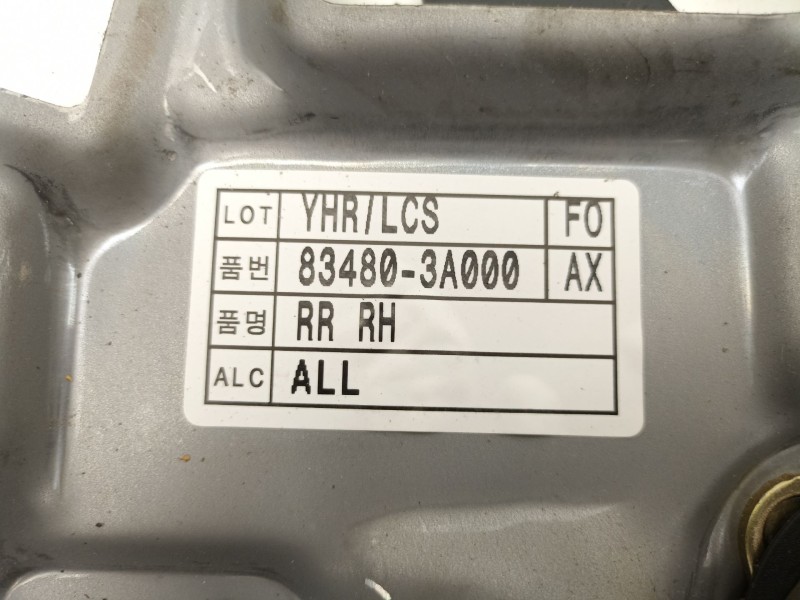 LOT YHR/LCS FO
품번 83480-3A000 AX
품명 RR RH
ALC ALL